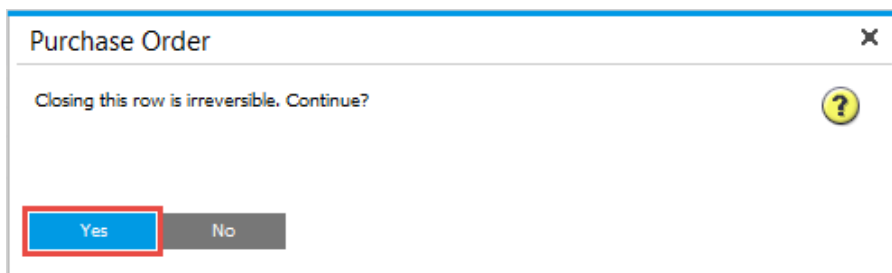 Purchase Order
Closing this row is irreversible. Continue?
Yes No